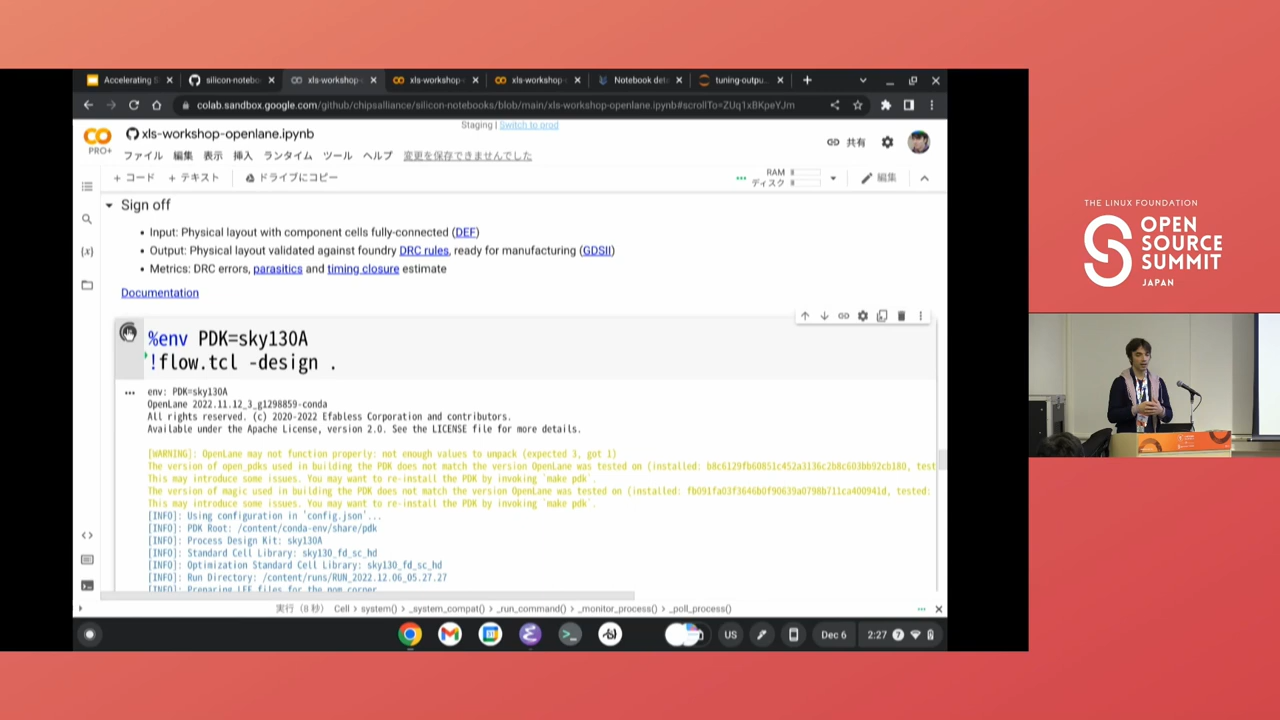 Accelerating S
silicon-notebo
xls-workshop-
xls-workshop-
xls-workshop-
Notebook deta
tuning-outpu
colab.sandbox.google.com/github/chipsalliance/silicon-notebooks/blob/main/xls-workshop-openlane.ipynb#scrollTo=ZUq1xBKpeYJm
Staging | Switch to prod
PRO+
xls-workshop-openlane.ipynb
共有
ファイル 編集 表示 挿入 ランタイム ツール ヘルプ 変更を保存できませんでした
+ コード + テキスト ドライブにコピー
RAM
ディスク
編集
Sign off
• Input: Physical layout with component cells fully-connected (DEF)
• Output: Physical layout validated against foundry DRC rules, ready for manufacturing (GDSII)
• Metrics: DRC errors, parasitics and timing closure estimate
Documentation
%env PDK=sky130A
!flow.tcl -design .
env: PDK=sky130A
OpenLane 2022.11.12_3_g1298859-conda
All rights reserved. (c) 2020-2022 Efabless Corporation and contributors.
Available under the Apache License, version 2.0. See the LICENSE file for more details.
[WARNING]: OpenLane may not function properly: not enough values to unpack (expected 3, got 1)
The version of open_pdks used in building the PDK does not match the version OpenLane was tested on (installed: b8c6129fb60851c452a3136c2b8c603bb92cb180, test
This may introduce some issues. You may want to re-install the PDK by invoking `make pdk`.
The version of magic used in building the PDK does not match the version OpenLane was tested on (installed: fb091fa03f3646b0f90639a0798b711ca400941d, tested:
This may introduce some issues. You may want to re-install the PDK by invoking `make pdk`.
[INFO]: Using configuration in 'config.json'...
[INFO]: PDK Root: /content/conda-env/share/pdk
[INFO]: Process Design Kit: sky130A
[INFO]: Standard Cell Library: sky130_fd_sc_hd
[INFO]: Optimization Standard Cell Library: sky130_fd_sc_hd
[INFO]: Run Directory: /content/runs/RUN_2022.12.06_05.27.27
[INFO]: Preparing LEF files for the nom corner
実行 (8 秒) Cell > system() > _system_compat() > _run_command() > _monitor_process() > _poll_process()
US
Dec 6
2:27
THE LINUX FOUNDATION
OPEN
SOURCE
SUMMIT
JAPAN